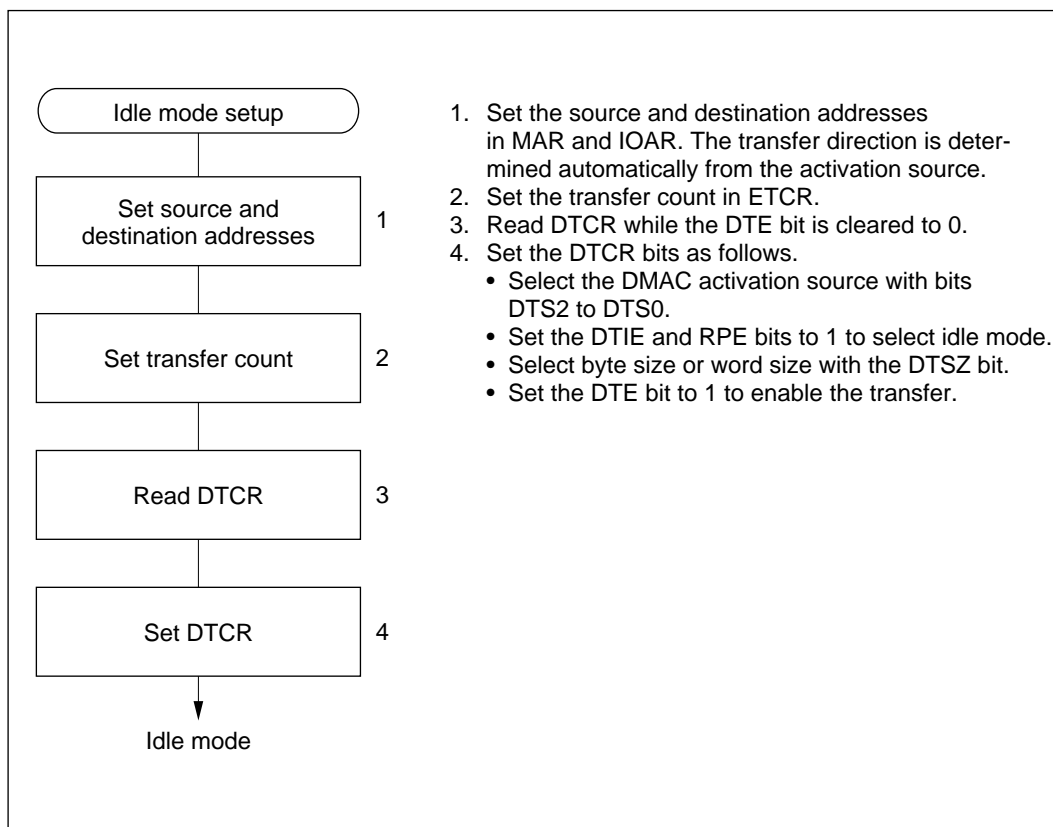 Idle mode setup
Set source and
destination addresses
1
Set transfer count
2
Read DTCR
3
Set DTCR
4
Idle mode
1. Set the source and destination addresses
in MAR and IOAR. The transfer direction is deter-
mined automatically from the activation source.
2. Set the transfer count in ETCR.
3. Read DTCR while the DTE bit is cleared to 0.
4. Set the DTCR bits as follows.
• Select the DMAC activation source with bits
DTS2 to DTS0.
• Set the DTIE and RPE bits to 1 to select idle mode.
• Select byte size or word size with the DTSZ bit.
• Set the DTE bit to 1 to enable the transfer.